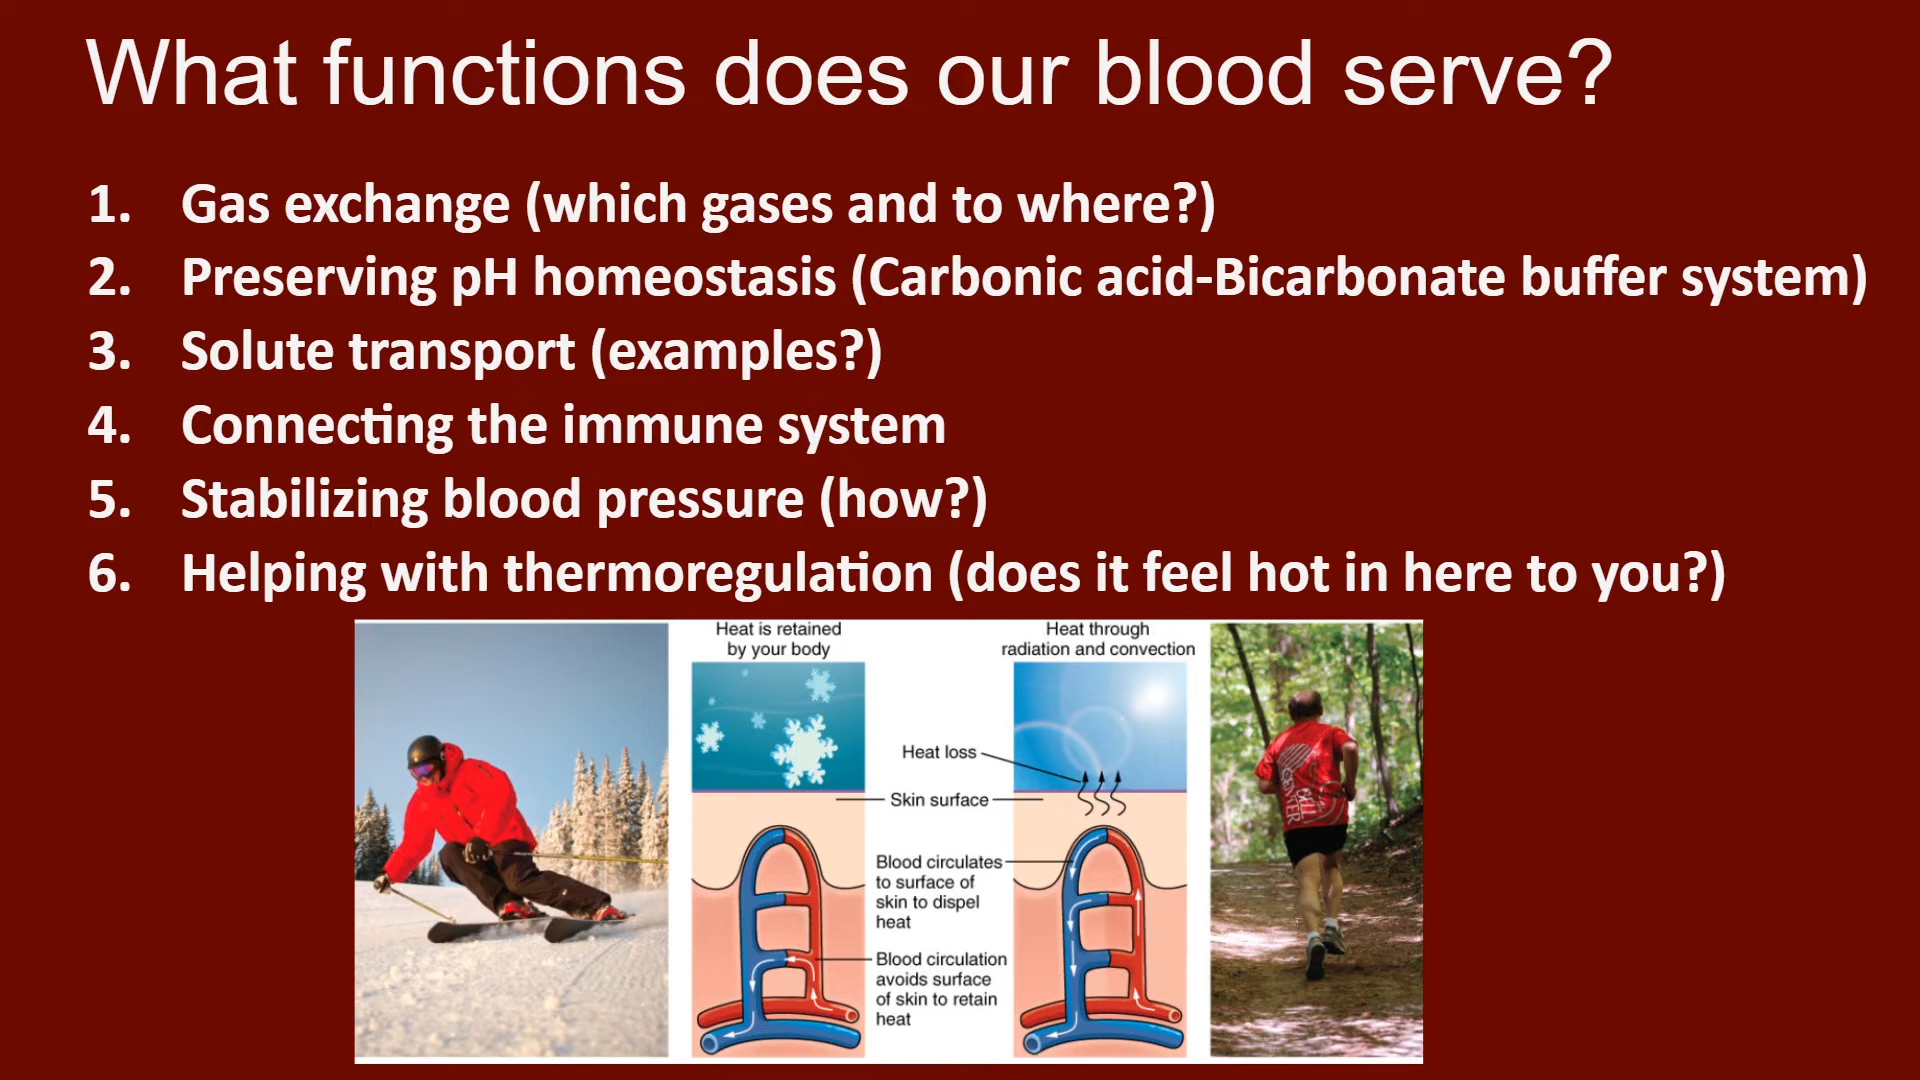 What functions does our blood serve?
1. Gas exchange (which gases and to where?)
2. Preserving pH homeostasis (Carbonic acid-Bicarbonate buffer system)
3. Solute transport (examples?)
4. Connecting the immune system
5. Stabilizing blood pressure (how?)
6. Helping with thermoregulation (does it feel hot in here to you?)
Heat is retained
by your body
Heat through
radiation and convection
Heat loss
Skin surface
Blood circulates
to surface of
skin to dispel
heat
Blood circulation
avoids surface
of skin to retain
heat